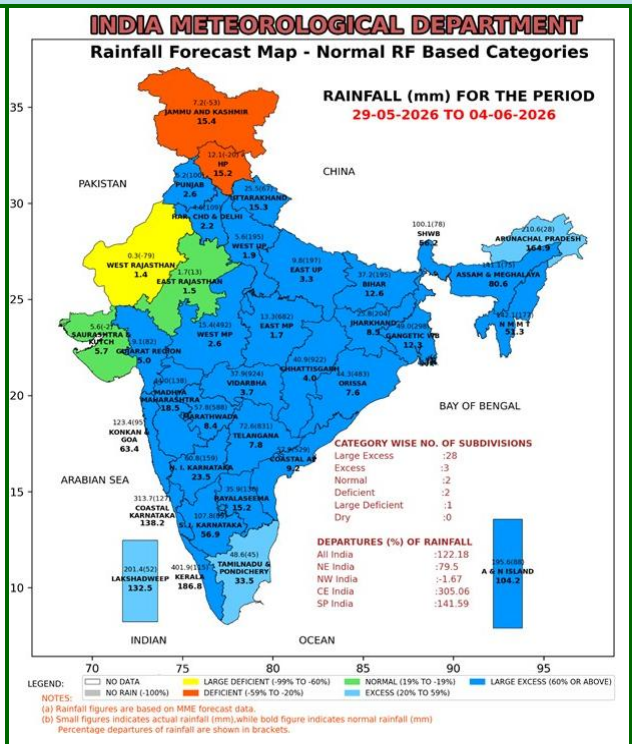 INDIA METEOROLOGICAL DEPARTMENT
Rainfall Forecast Map - Normal RF Based Categories
RAINFALL (mm) FOR THE PERIOD
29-05-2026 TO 04-06-2026
35
30
25
20
15
10
70
75
80
85
90
95
PAKISTAN
CHINA
BAY OF BENGAL
ARABIAN SEA
INDIAN
OCEAN
7.2(-53)
JAMMU AND KASHMIR
15.4
12.1(-20)
HP
15.2
PUNJAB
2.6
25.5(67)
UTTARAKHAND
15.3
HAR. CHD & DELHI
2.2
0.3(-79)
WEST RAJASTHAN
1.4
1.7(13)
EAST RAJASTHAN
1.5
5.6(195)
WEST UP
1.9
9.8(197)
EAST UP
3.3
37.2(195)
BIHAR
12.6
100.1(78)
SHWB
56.2
210.6(28)
ARUNACHAL PRADESH
164.9
ASSAM & MEGHALAYA
80.6
N M M T
51.3
5.6(-2)
SAURASHTRA &
KUTCH
5.7
9.1(82)
GUJARAT REGION
5.0
15.4(492)
WEST MP
2.6
13.3(682)
EAST MP
1.7
JHARKHAND
8.5
GANGETIC WB
12.3
40.9(922)
CHHATTISGARH
4.0
44.3(483)
ORISSA
7.6
37.9(924)
VIDARBHA
3.7
MADHYA
MAHARASHTRA
18.5
57.8(588)
MARATHWADA
8.4
72.6(831)
TELANGANA
7.8
123.4(95)
KONKAN &
GOA
63.4
COASTAL AP
9.2
60.8(159)
N. I. KARNATAKA
23.5
RAYALASEEMA
15.2
313.7(127)
COASTAL
KARNATAKA
138.2
S. I. KARNATAKA
56.9
48.6(45)
TAMILNADU &
PONDICHERY
33.5
401.9(115)
KERALA
186.8
201.4(52)
LAKSHADWEEP
132.5
195.6(88)
A & N ISLAND
104.2
CATEGORY WISE NO. OF SUBDIVISIONS
Large Excess :28
Excess :3
Normal :2
Deficient :2
Large Deficient :1
Dry :0
DEPARTURES (%) OF RAINFALL
All India :122.18
NE India :79.5
NW India :-1.67
CE India :305.06
SP India :141.59
LEGEND:
NO DATA
NO RAIN (-100%)
LARGE DEFICIENT (-99% TO -60%)
DEFICIENT (-59% TO -20%)
NORMAL (19% TO -19%)
EXCESS (20% TO 59%)
LARGE EXCESS (60% OR ABOVE)
NOTES:
(a) Rainfall figures are based on MME forecast data.
(b) Small figures indicates actual rainfall (mm),while bold figure indicates normal rainfall (mm)
Percentage departures of rainfall are shown in brackets.